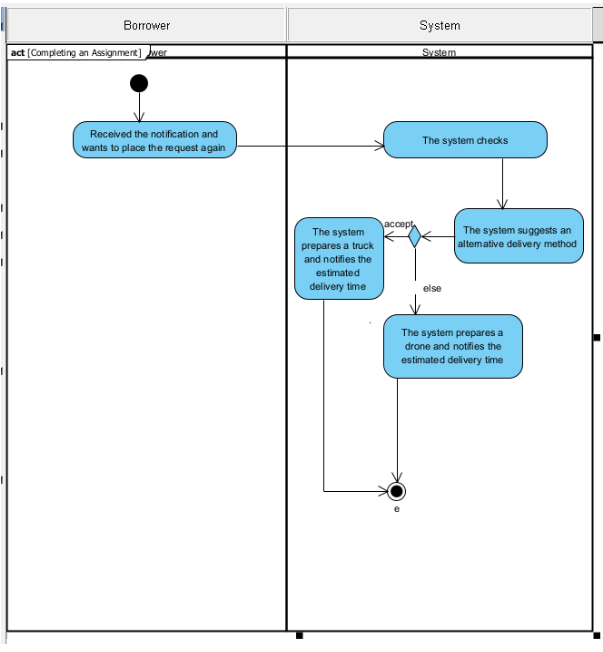 Borrower
System
act [Completing an Assignment]
wer
System
Received the notification and
wants to place the request again
The system checks
The system suggests an
alternative delivery method
accept
The system
prepares a truck
and notifies the
estimated
delivery time
else
The system prepares a
drone and notifies the
estimated delivery time
e